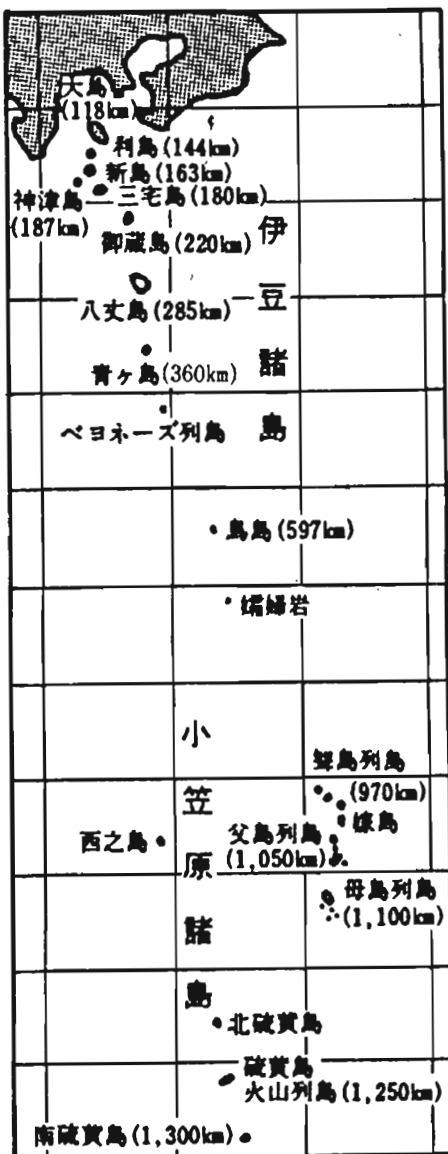 大島
(118km)
利島(144km)
新島(163km)
神津島
(187km)
三宅島(180km)
御蔵島(220km)
八丈島(285km)
青ヶ島(360km)
ベヨネーズ列島
伊豆諸島
鳥島(597km)
孀婦岩
小笠原諸島
聟島列島
(970km)
嫁島
西之島
父島列島
(1,050km)
母島列島
(1,100km)
北硫黄島
硫黄島
火山列島(1,250km)
南硫黄島(1,300km)